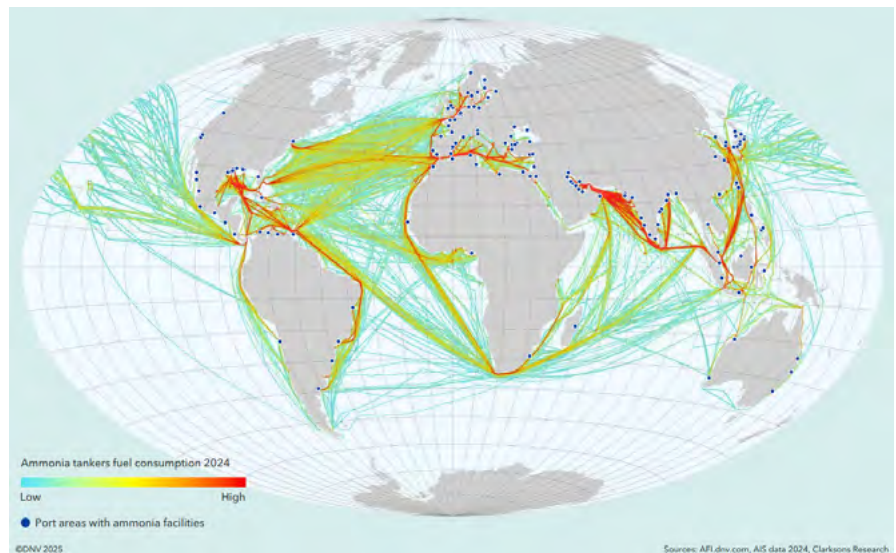 Ammonia tankers fuel consumption 2024
Low High
Port areas with ammonia facilities
©DNV 2025 Sources: AFI.dnv.com, AIS data 2024, Clarksons Research